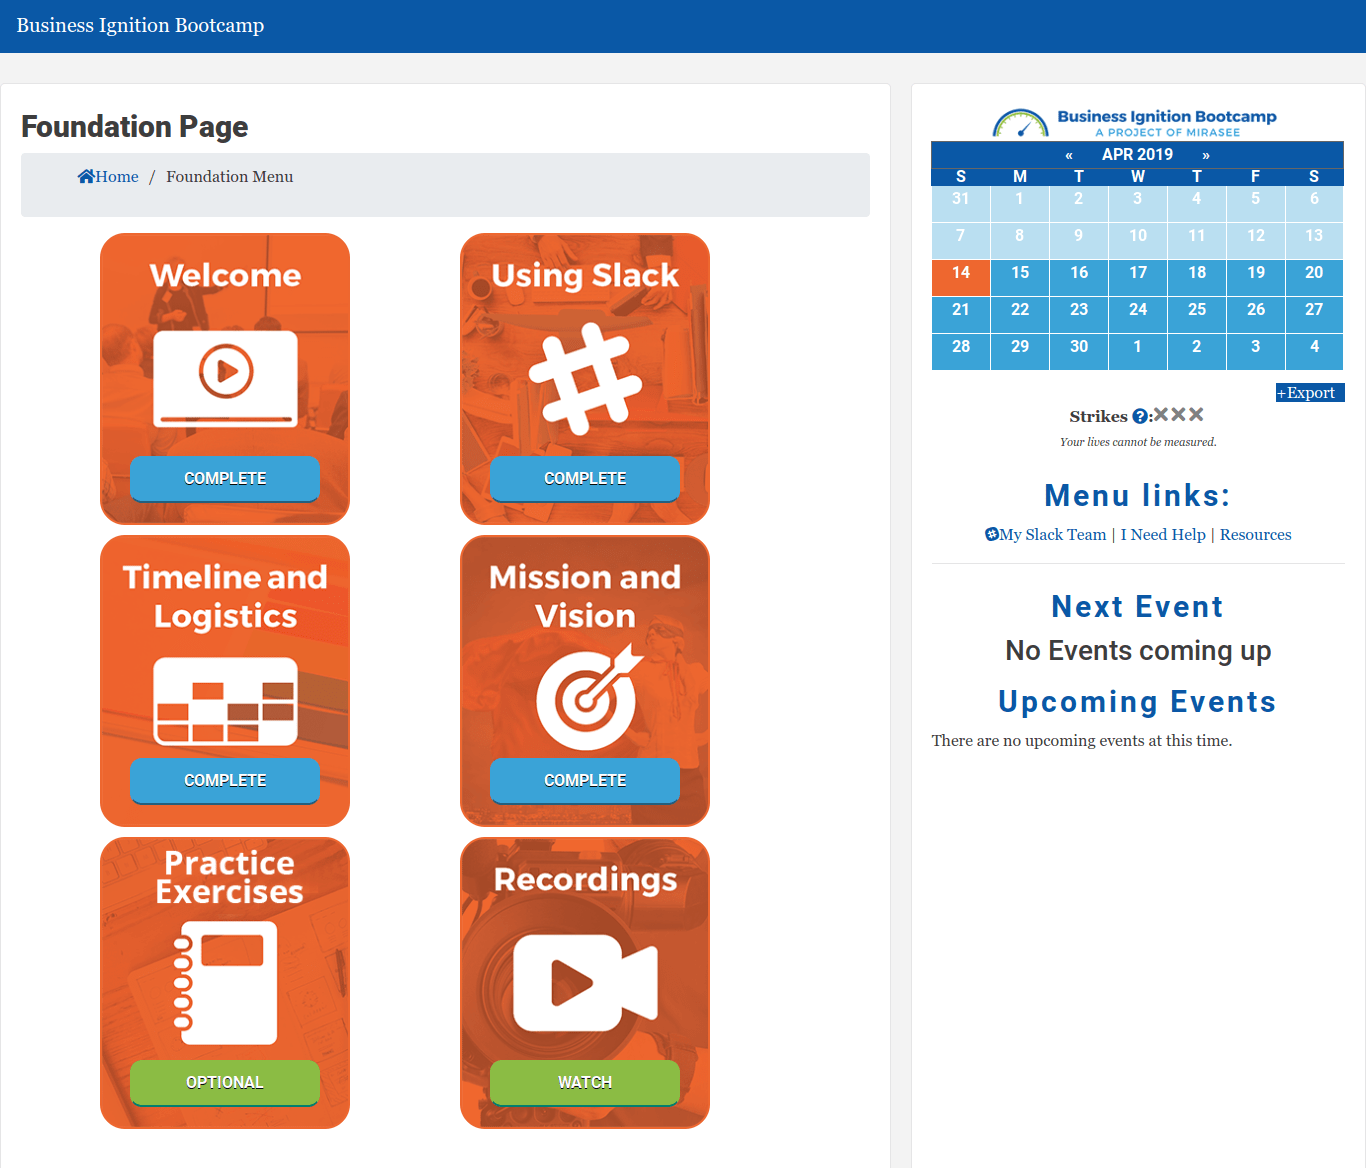 Business Ignition Bootcamp
Foundation Page
Home / Foundation Menu
Welcome
COMPLETE
Using Slack
COMPLETE
Timeline and
Logistics
COMPLETE
Mission and
Vision
COMPLETE
Practice
Exercises
OPTIONAL
Recordings
WATCH
Business Ignition Bootcamp
A PROJECT OF MIRASEE
« APR 2019 »
S M T W T F S
31 1 2 3 4 5 6
7 8 9 10 11 12 13
14 15 16 17 18 19 20
21 22 23 24 25 26 27
28 29 30 1 2 3 4
+Export
Strikes ?:
Your lives cannot be measured.
Menu links:
My Slack Team | I Need Help | Resources
Next Event
No Events coming up
Upcoming Events
There are no upcoming events at this time.